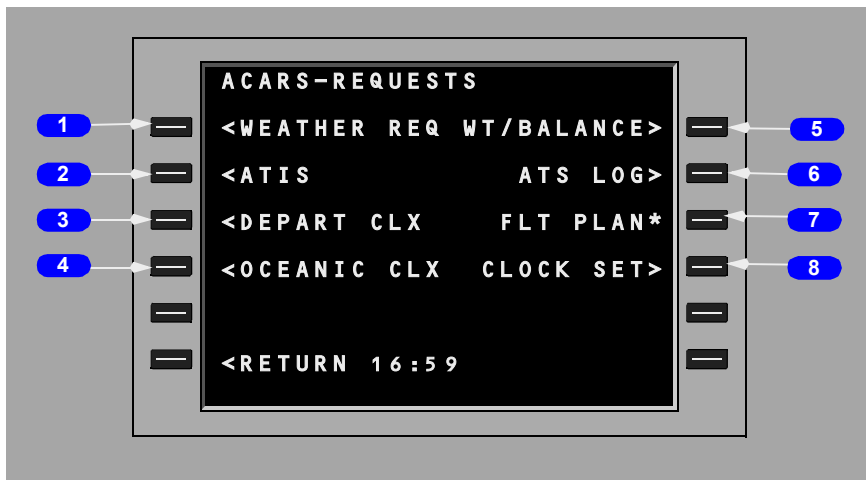 ACARS-REQUESTS
1 <WEATHER REQ WT/BALANCE> 5
2 <ATIS ATS LOG> 6
3 <DEPART CLX FLT PLAN* 7
4 <OCEANIC CLX CLOCK SET> 8
<RETURN 16:59